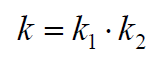 k = k₁ · k₂